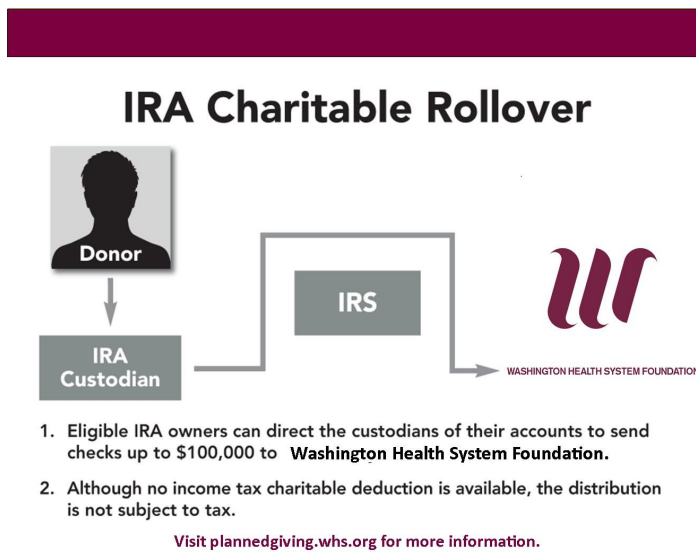 IRA Charitable Rollover
Donor
IRS
IRA
Custodian
WASHINGTON HEALTH SYSTEM FOUNDATION
1. Eligible IRA owners can direct the custodians of their accounts to send
checks up to $100,000 to Washington Health System Foundation.
2. Although no income tax charitable deduction is available, the distribution
is not subject to tax.
Visit plannedgiving.whs.org for more information.